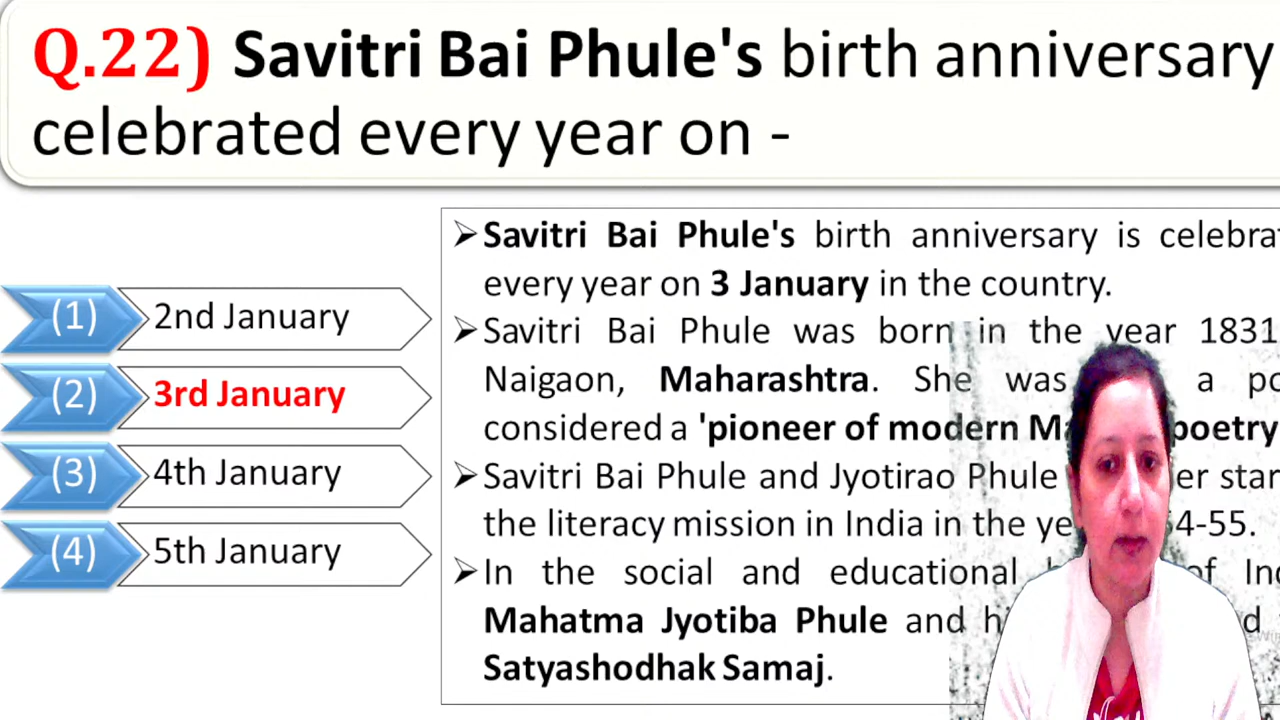 Q.22) Savitri Bai Phule's birth anniversary
celebrated every year on -
(1) 2nd January
(2) 3rd January
(3) 4th January
(4) 5th January
➢Savitri Bai Phule's birth anniversary is
every year on 3 January in the country.
➢Savitri Bai Phule was born in the year 1831
Naigaon, Maharashtra. She was a
considered a 'pioneer of modern poetry
➢Savitri Bai Phule and Jyotirao Phule
the literacy mission in India in the 4-55.
➢In the social and educational of
Mahatma Jyotiba Phule and
Satyashodhak Samaj.